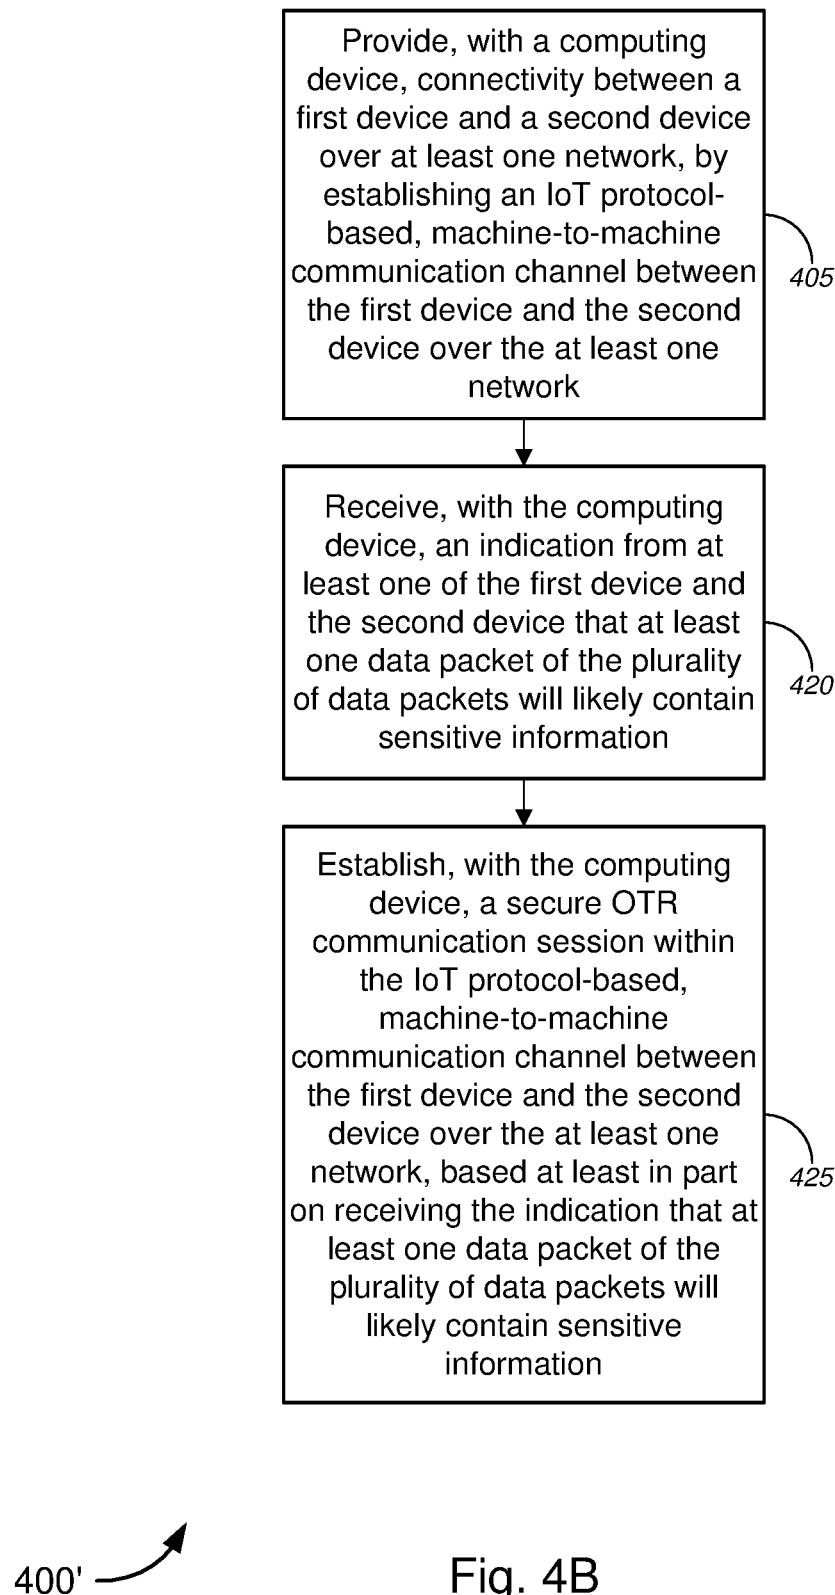 Provide, with a computing
device, connectivity between a
first device and a second device
over at least one network, by
establishing an IoT protocol-
based, machine-to-machine
communication channel between
the first device and the second
device over the at least one
network
405
Receive, with the computing
device, an indication from at
least one of the first device and
the second device that at least
one data packet of the plurality
of data packets will likely contain
sensitive information
420
Establish, with the computing
device, a secure OTR
communication session within
the IoT protocol-based,
machine-to-machine
communication channel between
the first device and the second
device over the at least one
network, based at least in part
on receiving the indication that at
least one data packet of the
plurality of data packets will
likely contain sensitive
information
425
400'
Fig. 4B